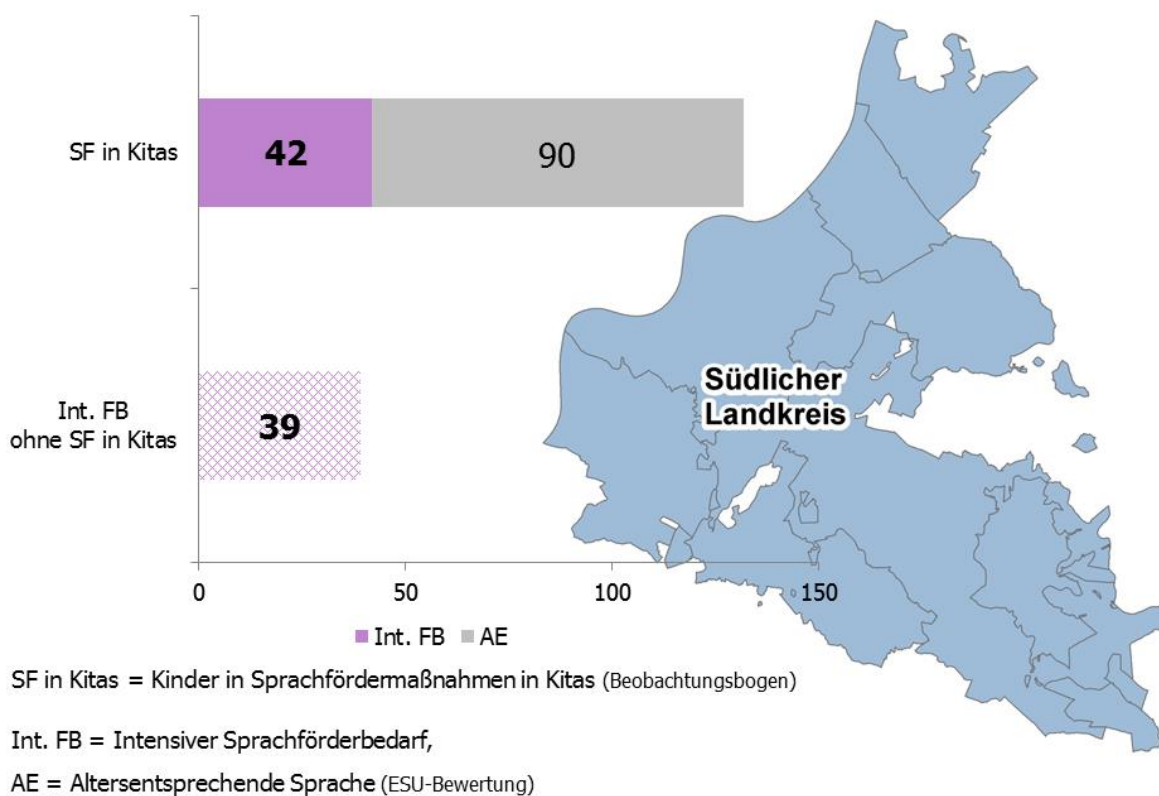 SF in Kitas
42
90
Int. FB
ohne SF in Kitas
39
Südlicher
Landkreis
0
50
100
150
Int. FB
AE
SF in Kitas = Kinder in Sprachfördermaßnahmen in Kitas (Beobachtungsbogen)
Int. FB = Intensiver Sprachförderbedarf,
AE = Altersentsprechende Sprache (ESU-Bewertung)